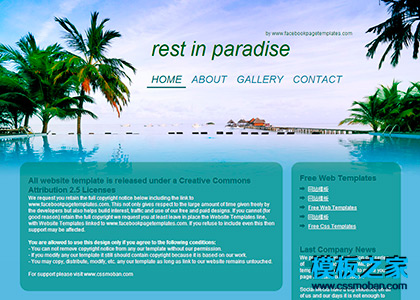 by www.facebookpagetemplates.com
rest in paradise
HOME ABOUT GALLERY CONTACT
All website template is released under a Creative Commons
Attribution 2.5 Licenses
We request you retain the full copyright notice below including the link to
www.facebookpagetemplates.com. This not only gives respect to the large amount of time given freely by
the developers but also helps build interest, traffic and use of our free and paid designs. If you cannot (for
good reason) retain the full copyright we request you at least leave in place the Website Templates line,
with Website Templates linked to www.facebookpagetemplates.com. If you refuse to include even this then
support may be affected.
You are allowed to use this design only if you agree to the following conditions:
- You can not remove copyright notice from any our template without our permission.
- If you modify any our template it still should contain copyright because it is based on our work.
- You may copy, distribute, modify, etc. any our template as long as link to our website remains untouched.
For support please visit www.cssmoban.com
Free Web Templates
网站模板
Free Web Templates
网站模板
Free Css Templates
Last Company News
of us and our days it is not enough to
模板之家
www.cssmoban.com